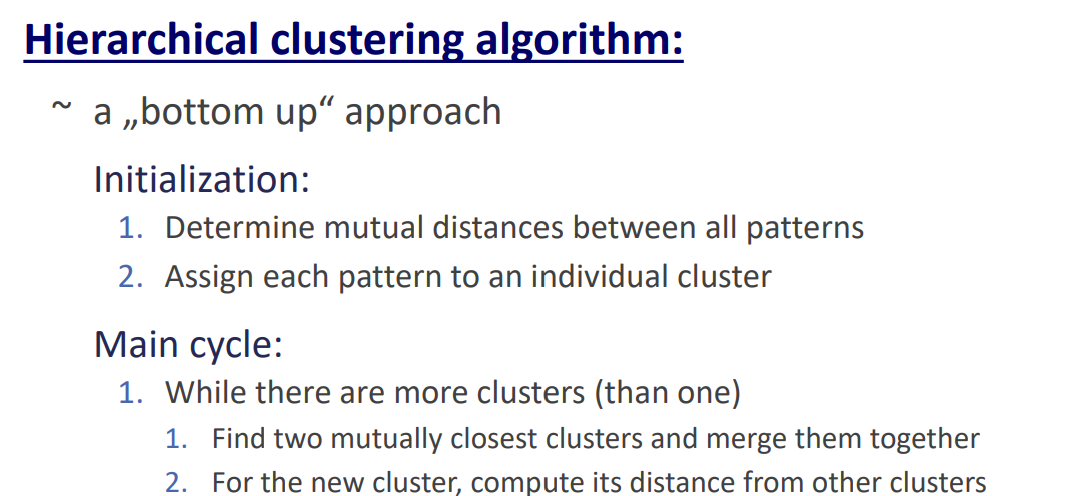 Hierarchical clustering algorithm:
~ a „bottom up“ approach
Initialization:
1. Determine mutual distances between all patterns
2. Assign each pattern to an individual cluster
Main cycle:
1. While there are more clusters (than one)
1. Find two mutually closest clusters and merge them together
2. For the new cluster, compute its distance from other clusters